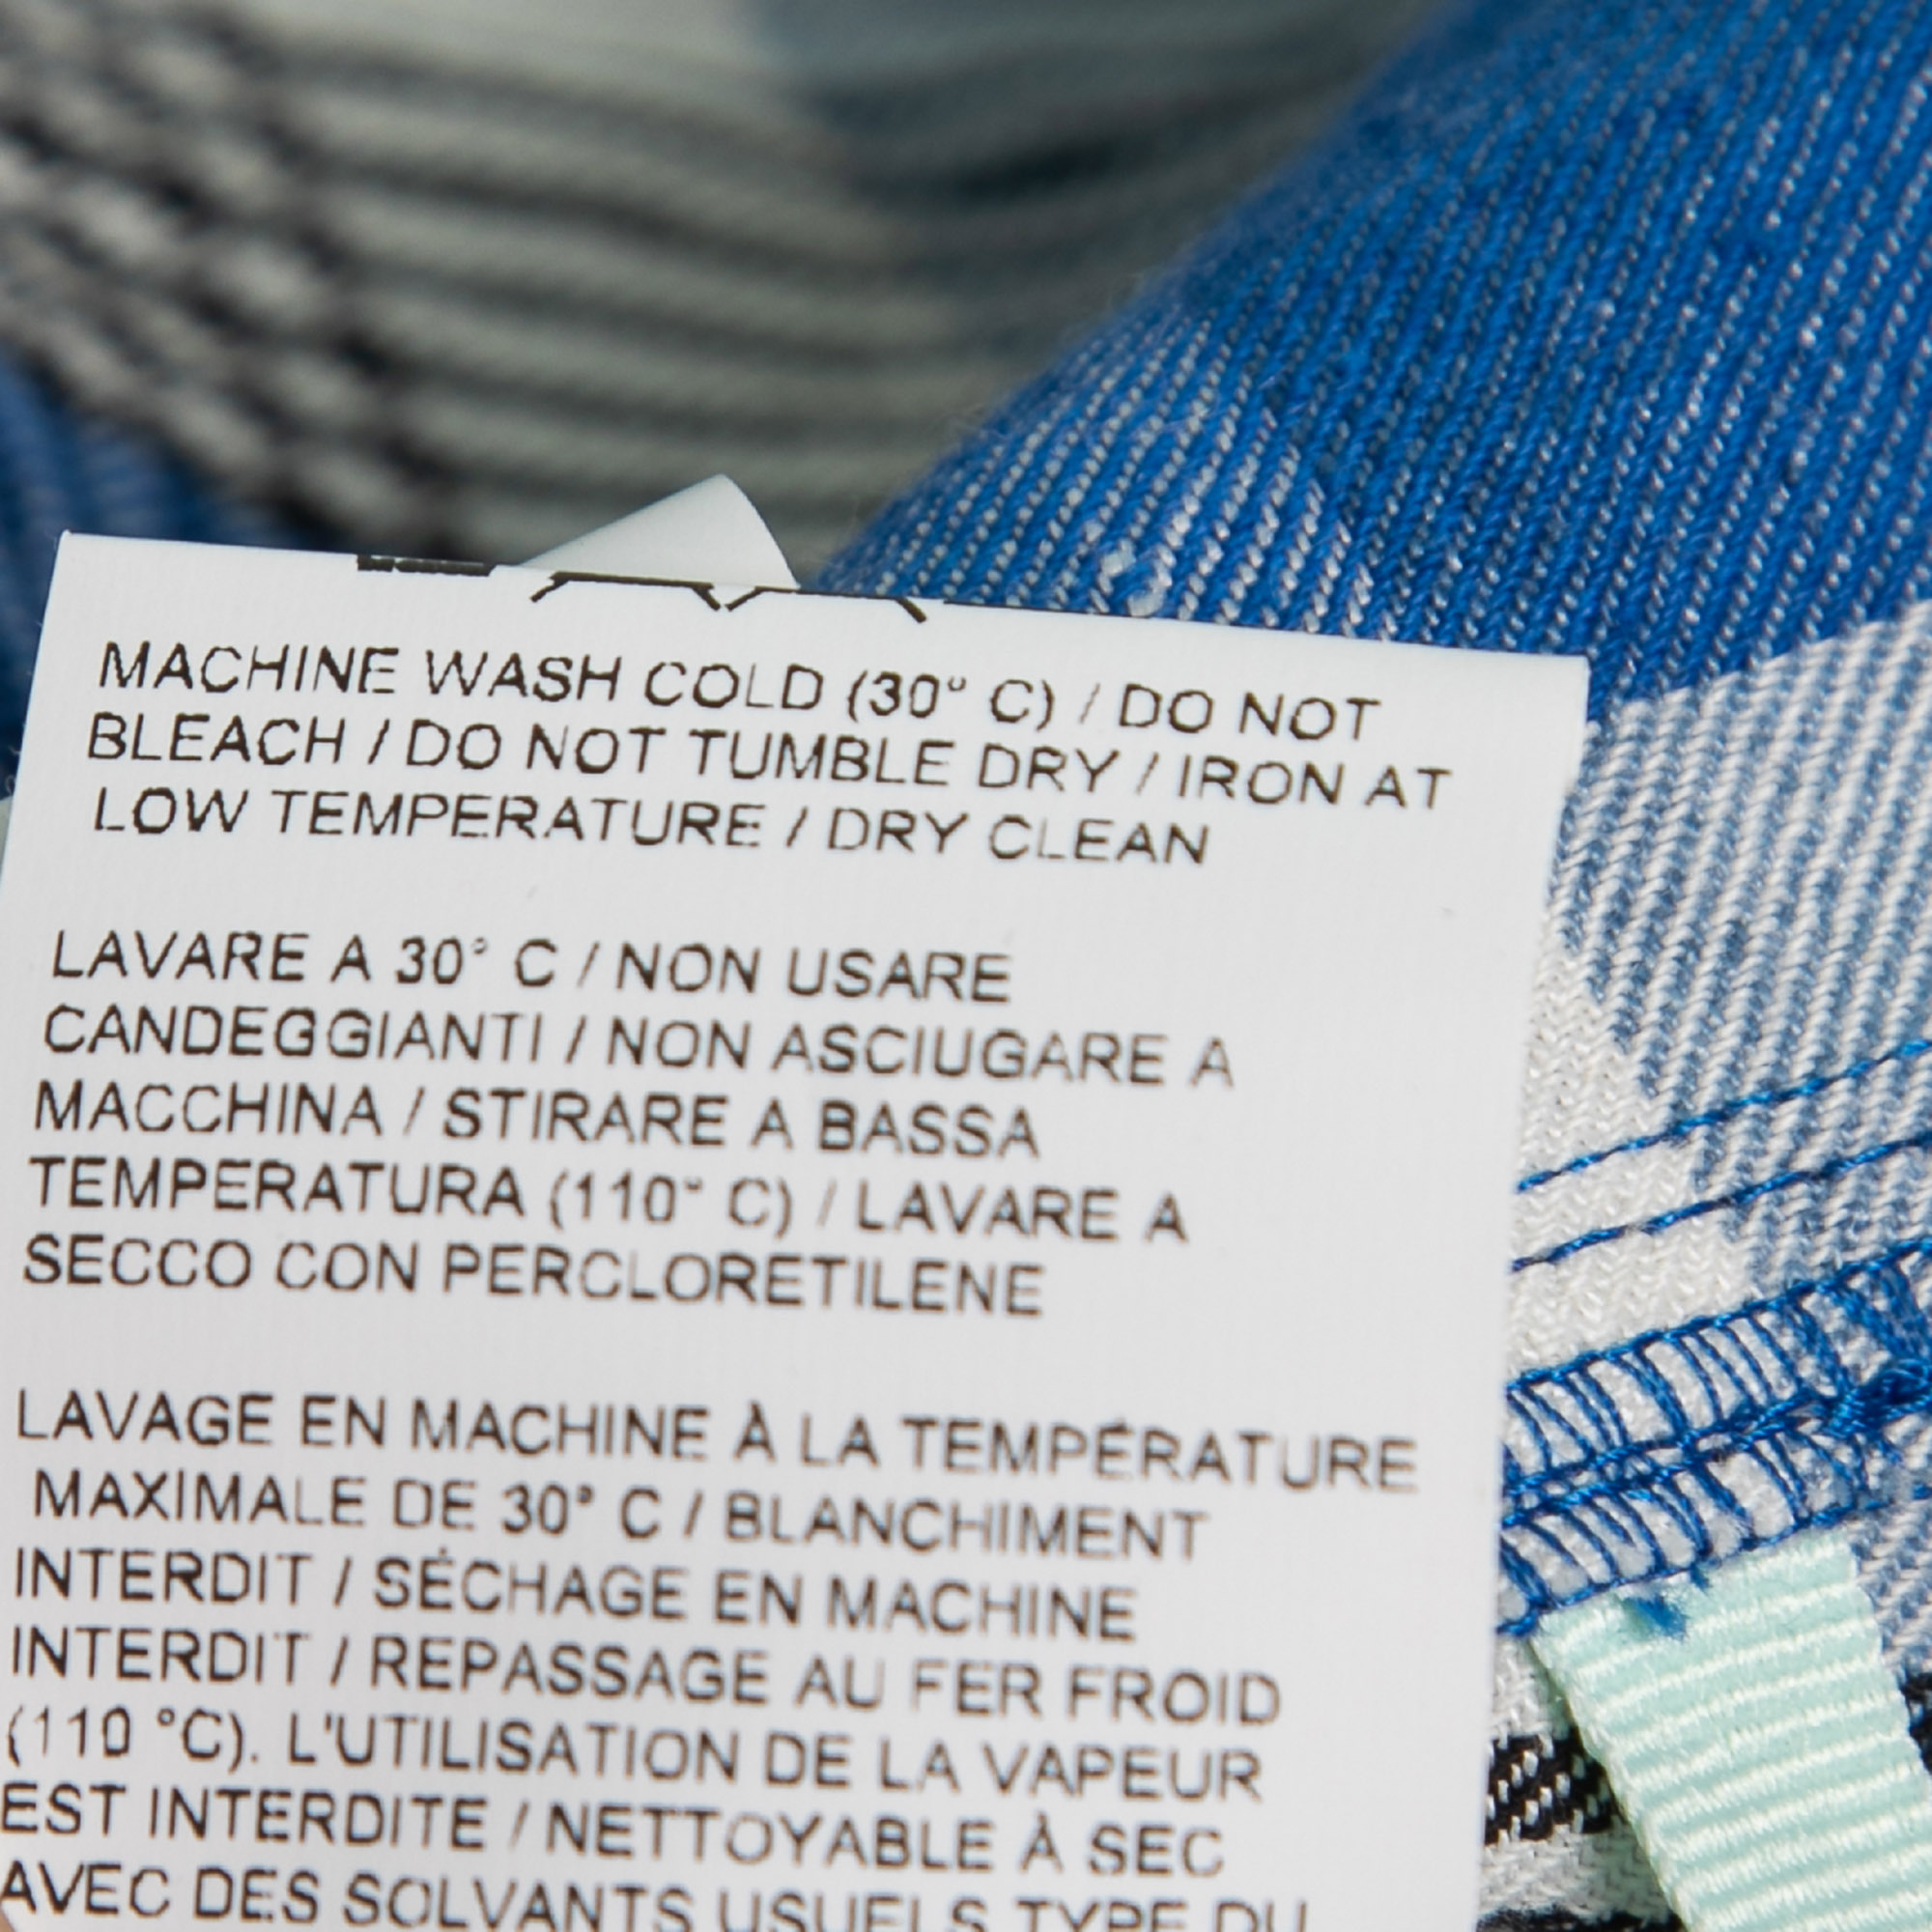 MACHINE WASH COLD (30° C) / DO NOT
BLEACH / DO NOT TUMBLE DRY / IRON AT
LOW TEMPERATURE / DRY CLEAN
LAVARE A 30° C / NON USARE
CANDEGGIANTI / NON ASCIUGARE A
MACCHINA / STIRARE A BASSA
TEMPERATURA (110° C) / LAVARE A
SECCO CON PERCLORETILENE
LAVAGE EN MACHINE À LA TEMPÉRATURE
MAXIMALE DE 30° C / BLANCHIMENT
INTERDIT / SÉCHAGE EN MACHINE
INTERDIT / REPASSAGE AU FER FROID
(110 °C). L'UTILISATION DE LA VAPEUR
EST INTERDITE / NETTOYABLE À SEC
AVEC DES SOLVANTS USUELS TYPE DU